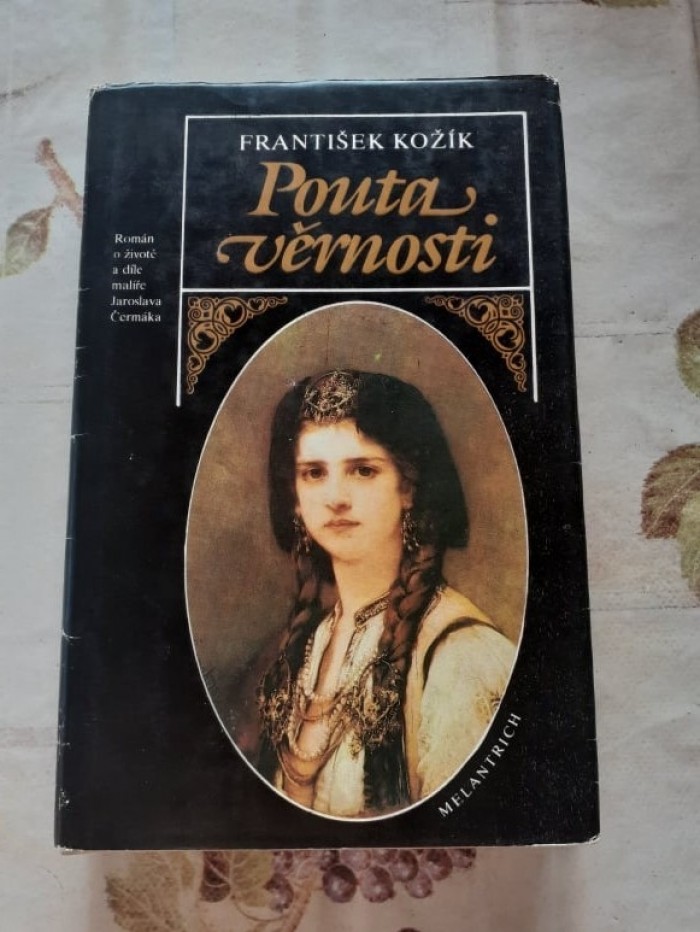 FRANTIŠEK KOŽÍK
Pouta
věrnosti
Román
o životě
a díle
malíře
Jaroslava
Čermáka
MELANTRICH